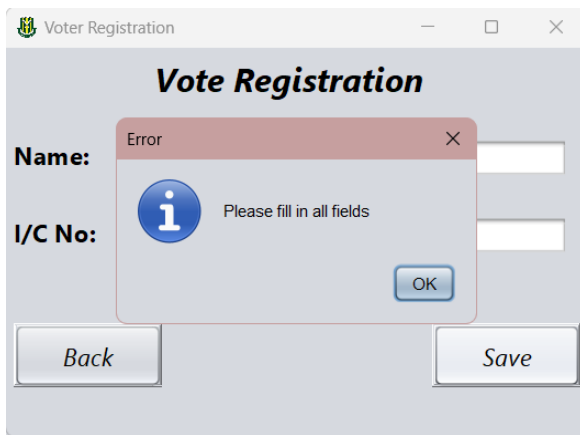 Voter Registration
Vote Registration
Error
Name:
Please fill in all fields
I/C No:
OK
Back
Save